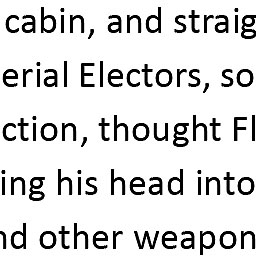 cabin, and straig
erial Electors, so
ction, thought Fl
ing his head into
nd other weapon